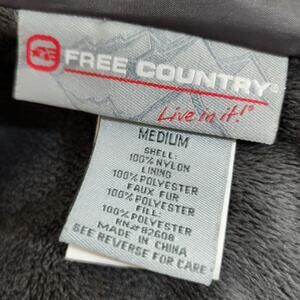 FREE COUNTRY®
Live in it!®
MEDIUM
SHELL:
100% NYLON
LINING
100% POLYESTER
FAUX FUR
100% POLYESTER
FILL:
100% POLYESTER
RN# 82608
MADE IN CHINA
SEE REVERSE FOR CARE